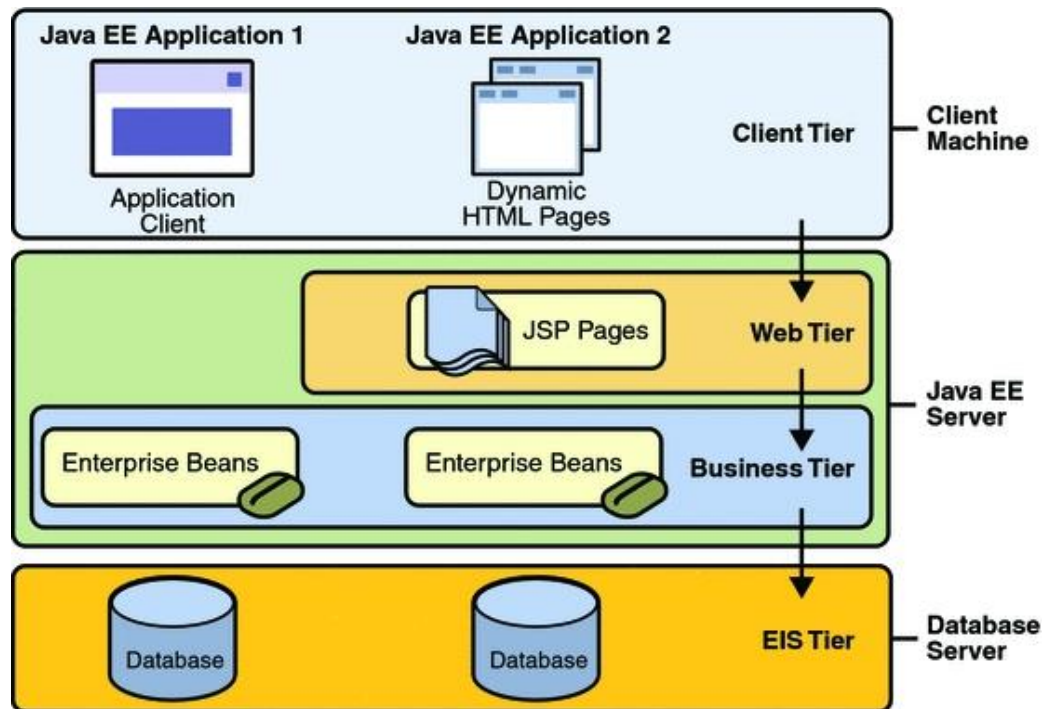 Java EE Application 1
Java EE Application 2
Application
Client
Dynamic
HTML Pages
Client Tier
Client
Machine
JSP Pages
Web Tier
Java EE
Server
Enterprise Beans
Enterprise Beans
Business Tier
Database
Database
EIS Tier
Database
Server